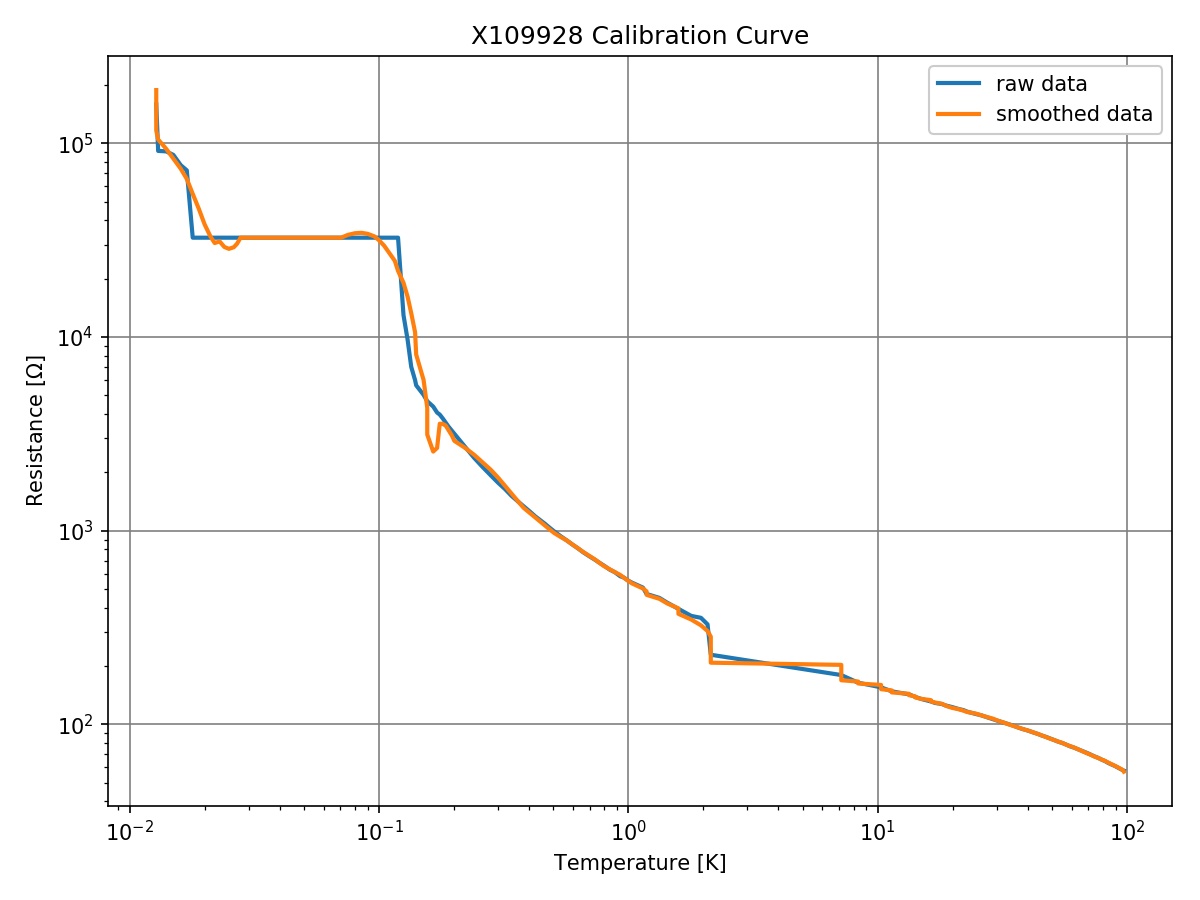 X109928 Calibration Curve
raw data
smoothed data
Resistance [Ω]
10^5
10^4
10^3
10^2
10^-2
10^-1
10^0
10^1
10^2
Temperature [K]